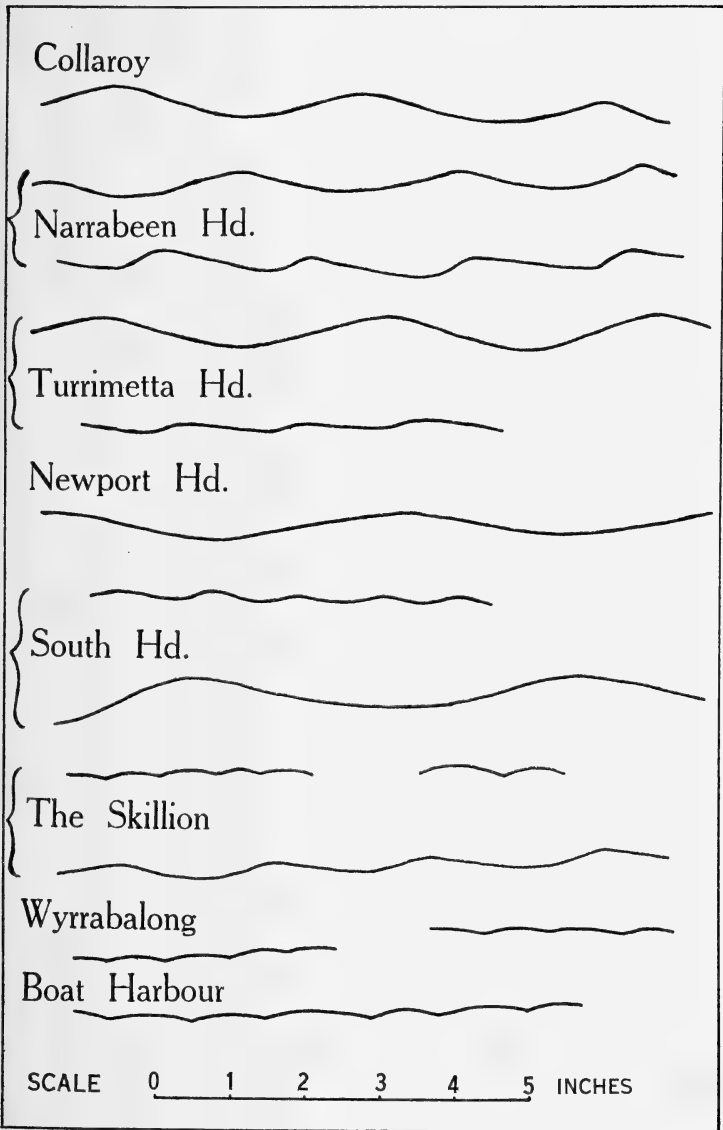 Collaroy
Narrabeen Hd.
Turrimetta Hd.
Newport Hd.
South Hd.
The Skillion
Wyrrabalong
Boat Harbour
SCALE 0 1 2 3 4 5 INCHES